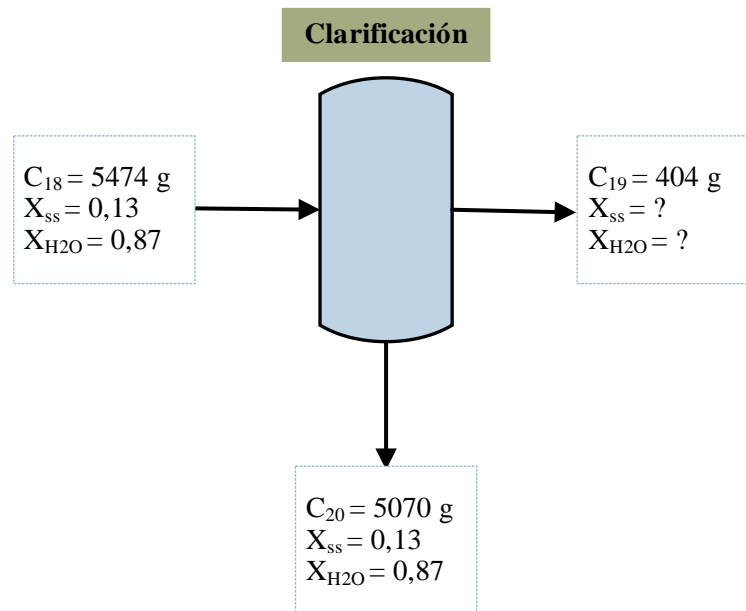 Clarificación
C18 = 5474 g
Xss = 0,13
XH2O = 0,87
C19 = 404 g
Xss = ?
XH2O = ?
C20 = 5070 g
Xss = 0,13
XH2O = 0,87